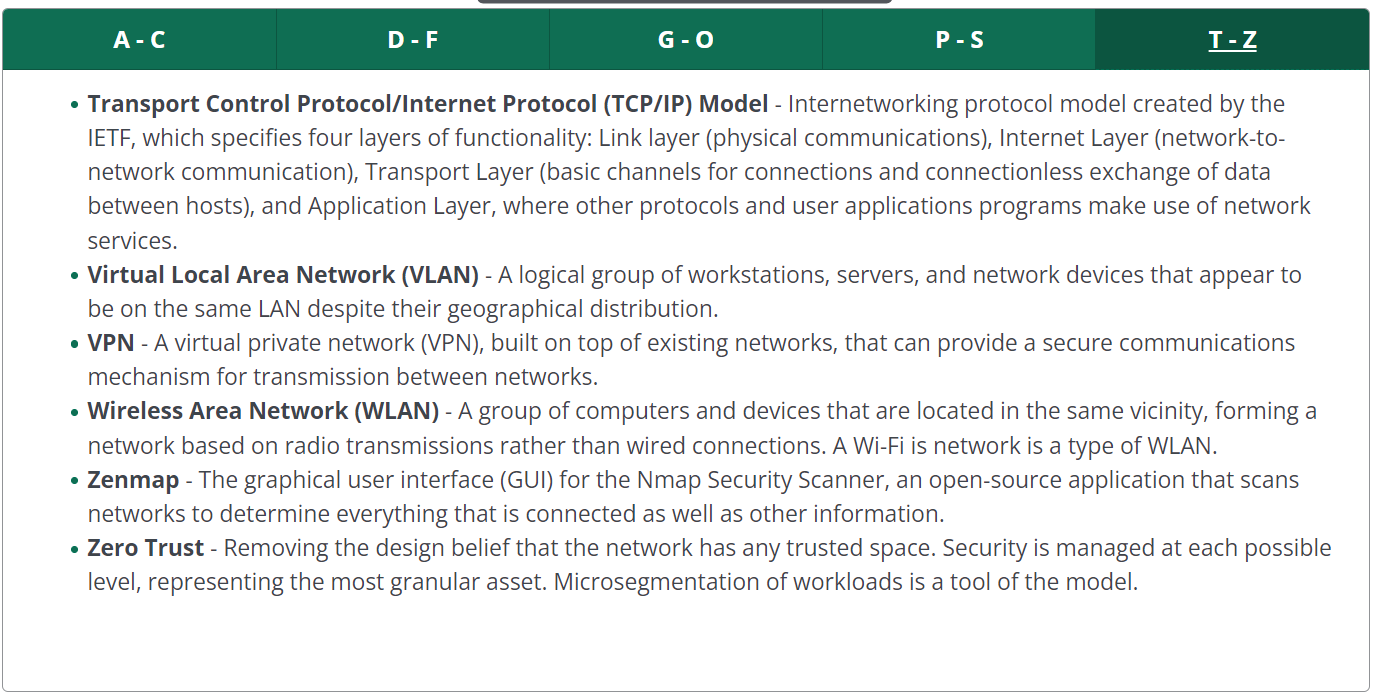 A - C
D - F
G - O
P - S
T - Z
Transport Control Protocol/Internet Protocol (TCP/IP) Model - Internetworking protocol model created by the
IETF, which specifies four layers of functionality: Link layer (physical communications), Internet Layer (network-to-
network communication), Transport Layer (basic channels for connections and connectionless exchange of data
between hosts), and Application Layer, where other protocols and user applications programs make use of network
services.
Virtual Local Area Network (VLAN) - A logical group of workstations, servers, and network devices that appear to
be on the same LAN despite their geographical distribution.
VPN - A virtual private network (VPN), built on top of existing networks, that can provide a secure communications
mechanism for transmission between networks.
Wireless Area Network (WLAN) - A group of computers and devices that are located in the same vicinity, forming a
network based on radio transmissions rather than wired connections. A Wi-Fi is network is a type of WLAN.
Zenmap - The graphical user interface (GUI) for the Nmap Security Scanner, an open-source application that scans
networks to determine everything that is connected as well as other information.
Zero Trust - Removing the design belief that the network has any trusted space. Security is managed at each possible
level, representing the most granular asset. Microsegmentation of workloads is a tool of the model.